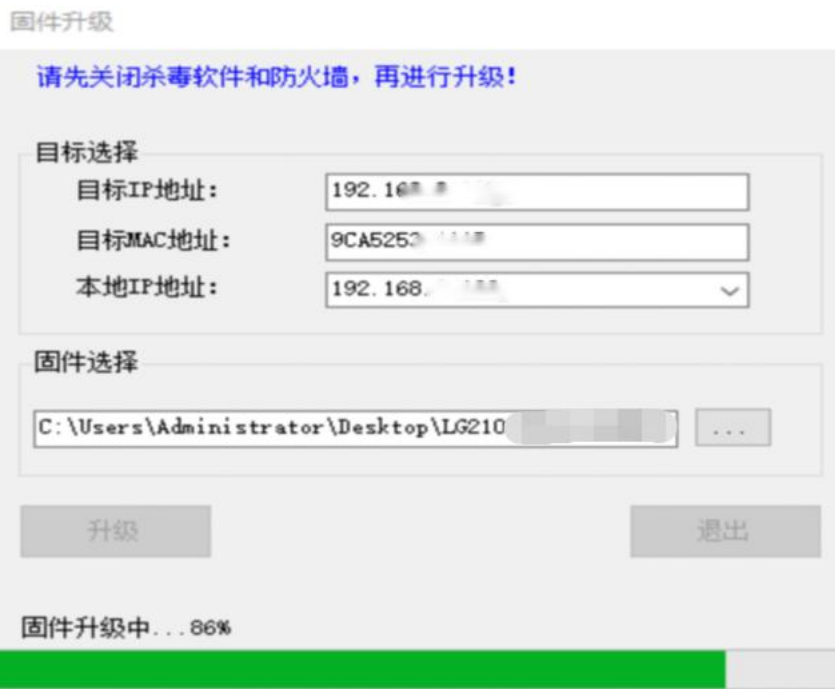 固件升级
请先关闭杀毒软件和防火墙，再进行升级！
目标选择
目标IP地址： 192.168.
目标MAC地址： 9CA5253
本地IP地址： 192.168.
固件选择
C:\Users\Administrator\Desktop\LG210 ...
升级 退出
固件升级中...86%